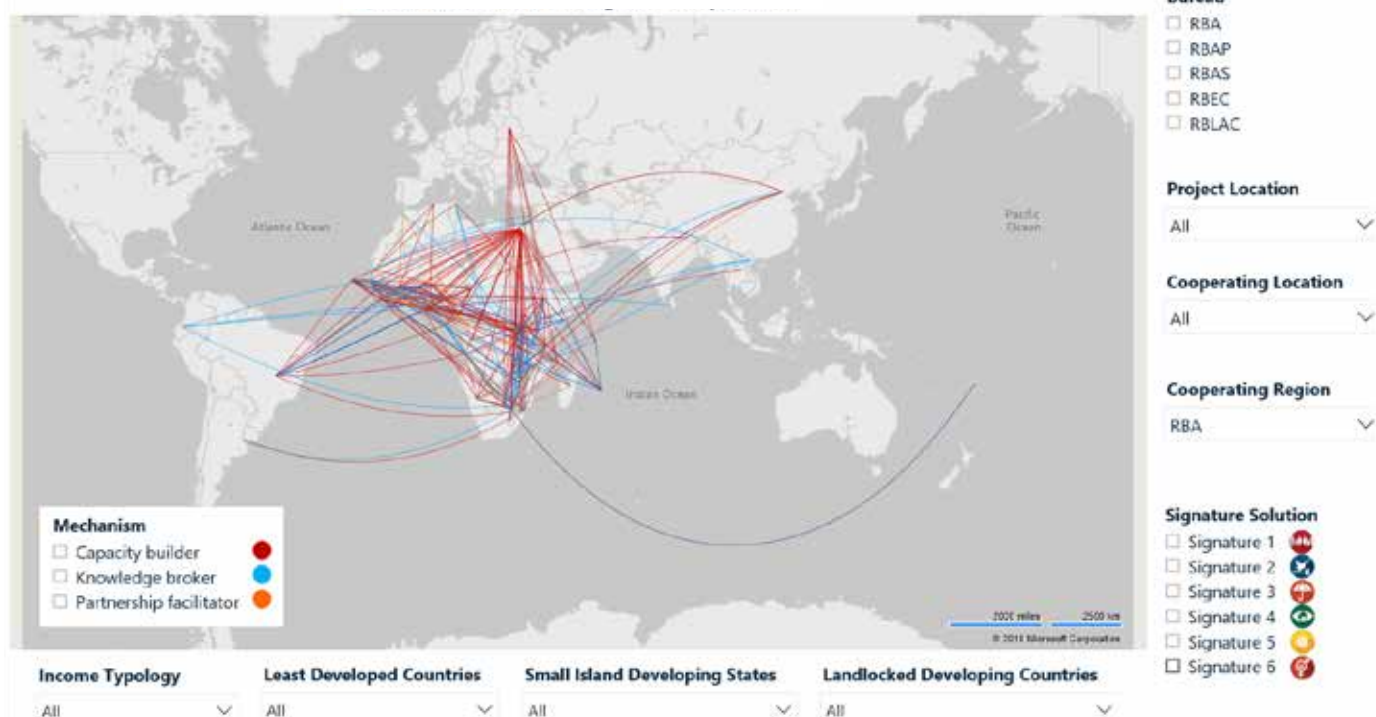 Bureau
RBA
RBAP
RBAS
RBEC
RBLAC
Atlantic Ocean
Pacific
Ocean
Indian Ocean
Project Location
All
Cooperating Location
All
Cooperating Region
RBA
Mechanism
Capacity builder
Knowledge broker
Partnership facilitator
2000 miles 2500 km
© 2018 Microsoft Corporation
Signature Solution
Signature 1
Signature 2
Signature 3
Signature 4
Signature 5
Signature 6
Income Typology
All
Least Developed Countries
All
Small Island Developing States
All
Landlocked Developing Countries
All